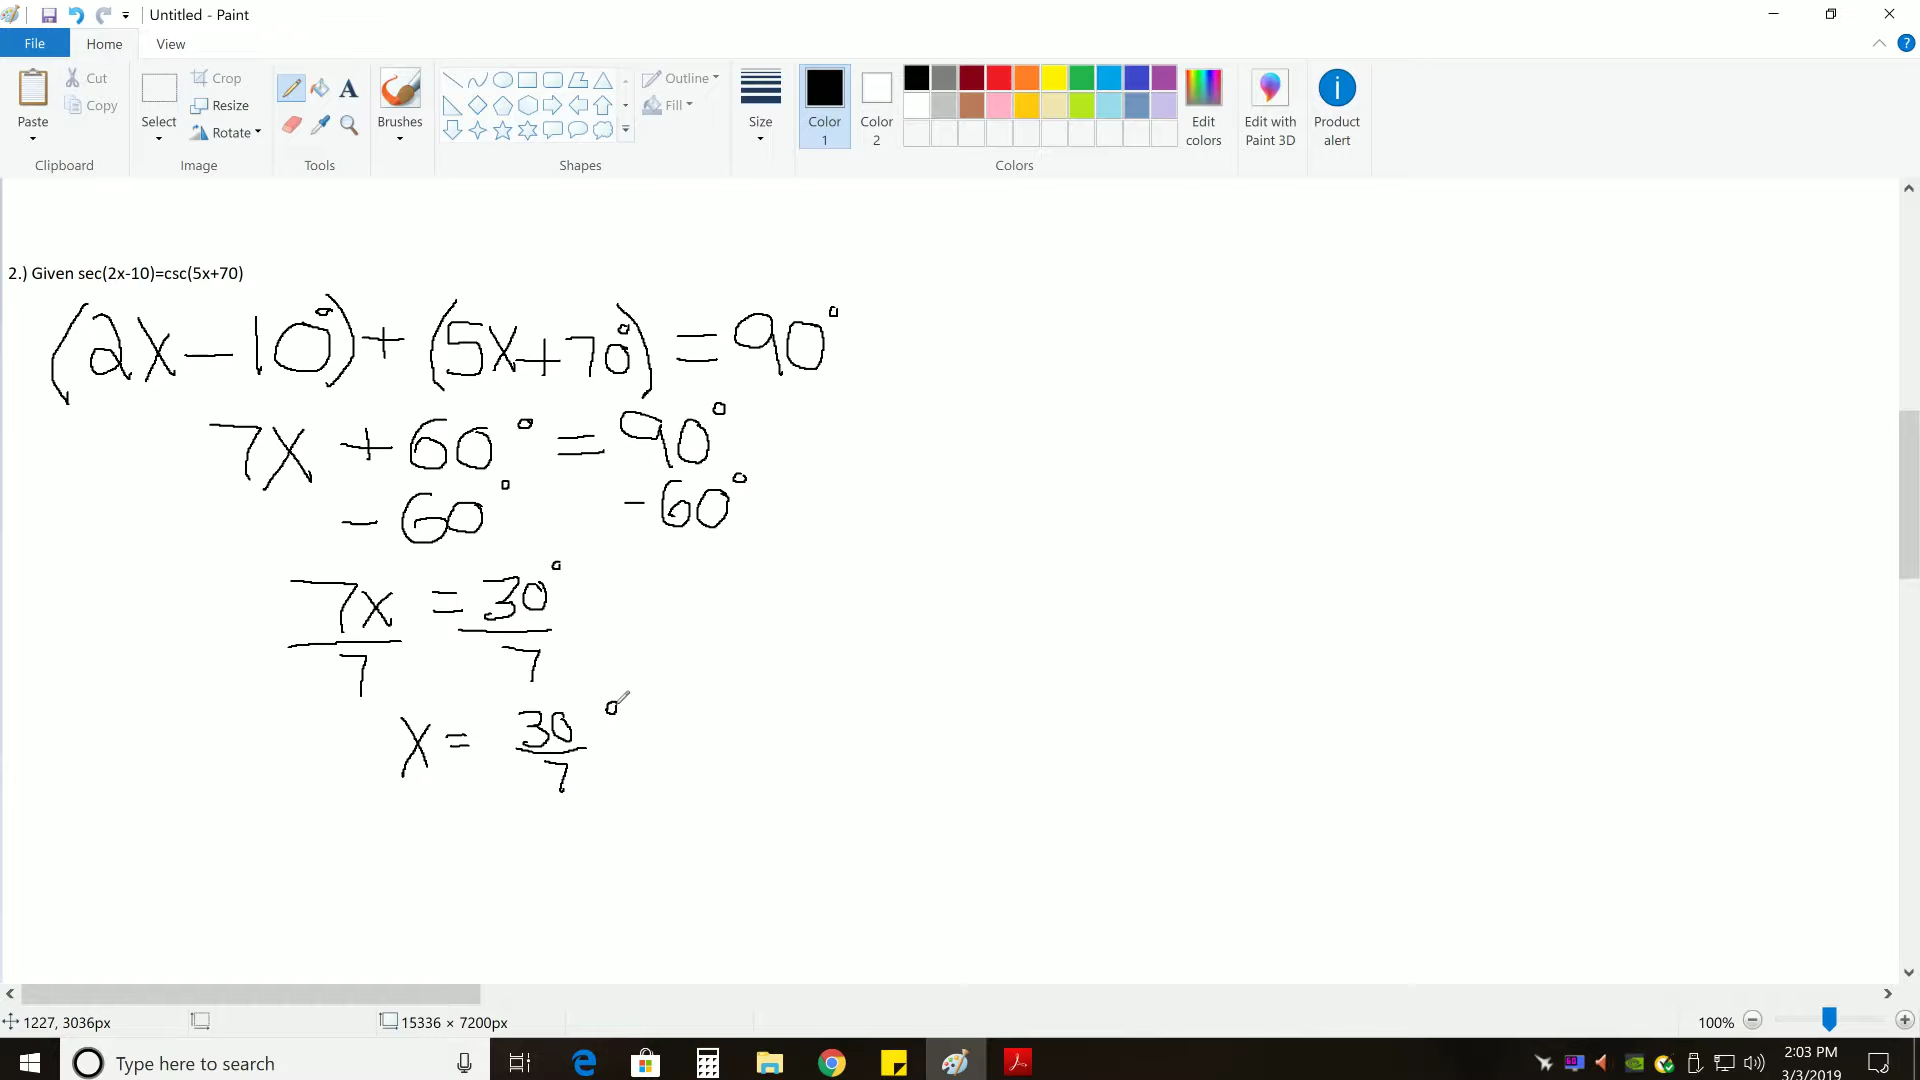 Untitled - Paint
File Home View
Paste
Cut
Copy
Clipboard
Select
Crop
Resize
Rotate
Image
A
Tools
Brushes
Shapes
Outline
Fill
Size
Color 1
Color 2
Colors
Edit colors
Edit with Paint 3D
Product alert
2.) Given sec(2x-10)=csc(5x+70)
(2x-10°)+(5x+70°)=90°
7x+60°=90°
-60° -60°
7x=30°
7 7
x=30°
7
1227, 3036px 15336 × 7200px 100%
Type here to search
2:03 PM
3/3/2019